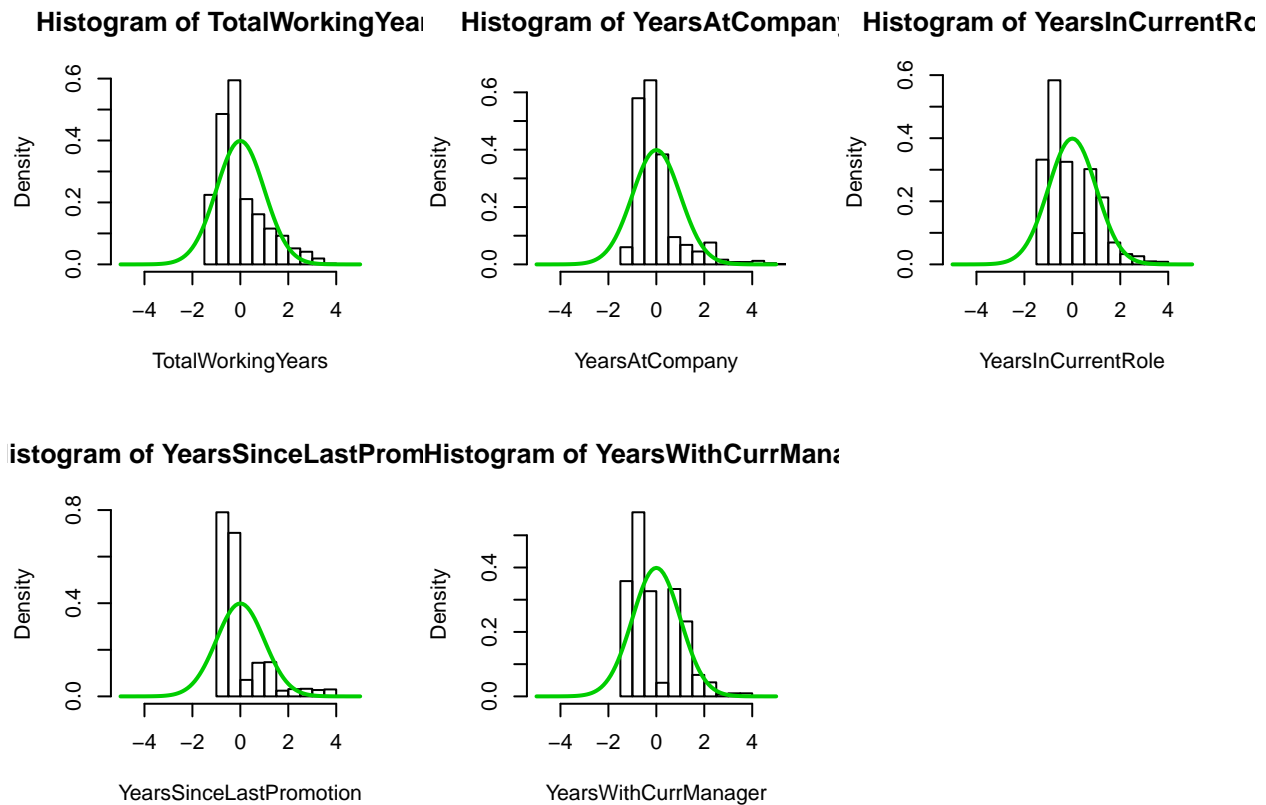 Histogram of TotalWorkingYear
Density
0.0 0.2 0.4 0.6
−4 −2 0 2 4
TotalWorkingYears
Histogram of YearsAtCompany
Density
0.0 0.2 0.4 0.6
−4 −2 0 2 4
YearsAtCompany
Histogram of YearsInCurrentRo
Density
0.0 0.2 0.4 0.6
−4 −2 0 2 4
YearsInCurrentRole
istogram of YearsSinceLastProm
Density
0.0 0.4 0.8
−4 −2 0 2 4
YearsSinceLastPromotion
Histogram of YearsWithCurrMana
Density
0.0 0.2 0.4
−4 −2 0 2 4
YearsWithCurrManager